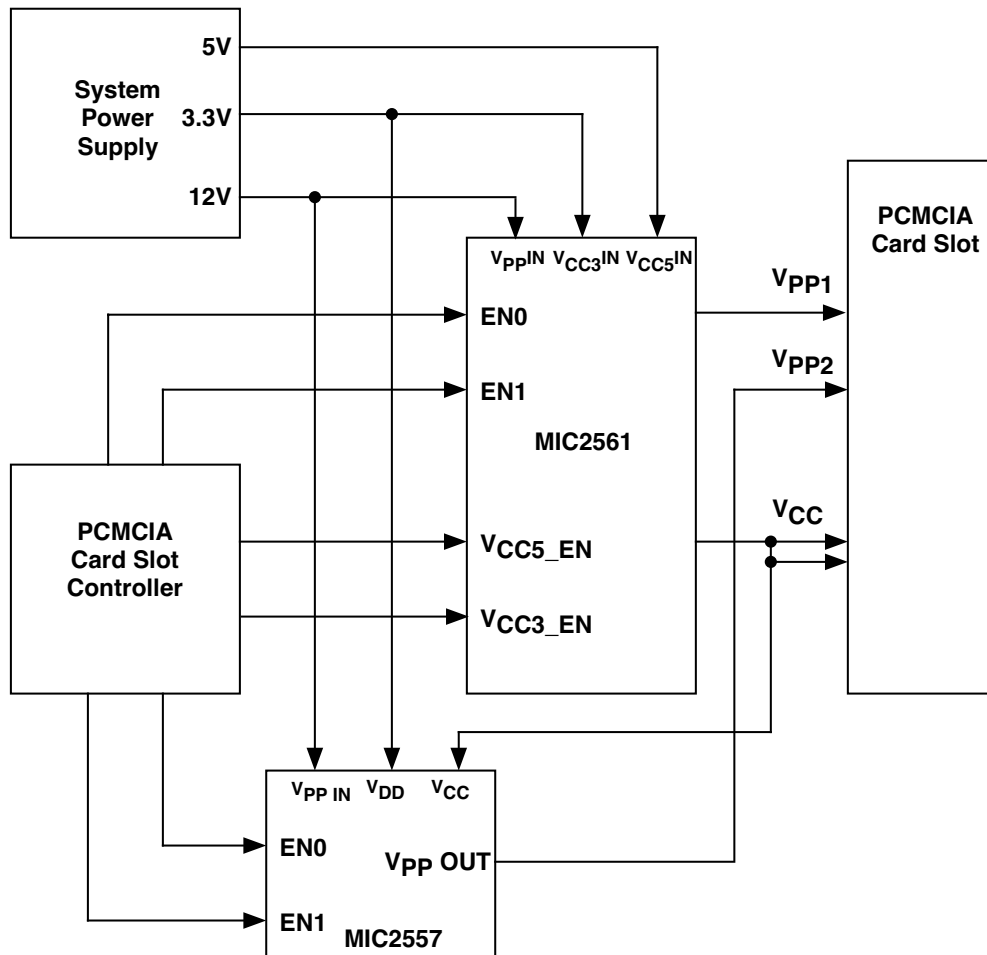 5V
System
Power
Supply
3.3V
12V
PCMCIA
Card Slot
VPPIN VCC3IN VCC5IN
VPP1
EN0
VPP2
EN1
MIC2561
PCMCIA
Card Slot
Controller
VCC
VCC5_EN
VCC3_EN
VPP IN VDD VCC
EN0
VPP OUT
EN1
MIC2557